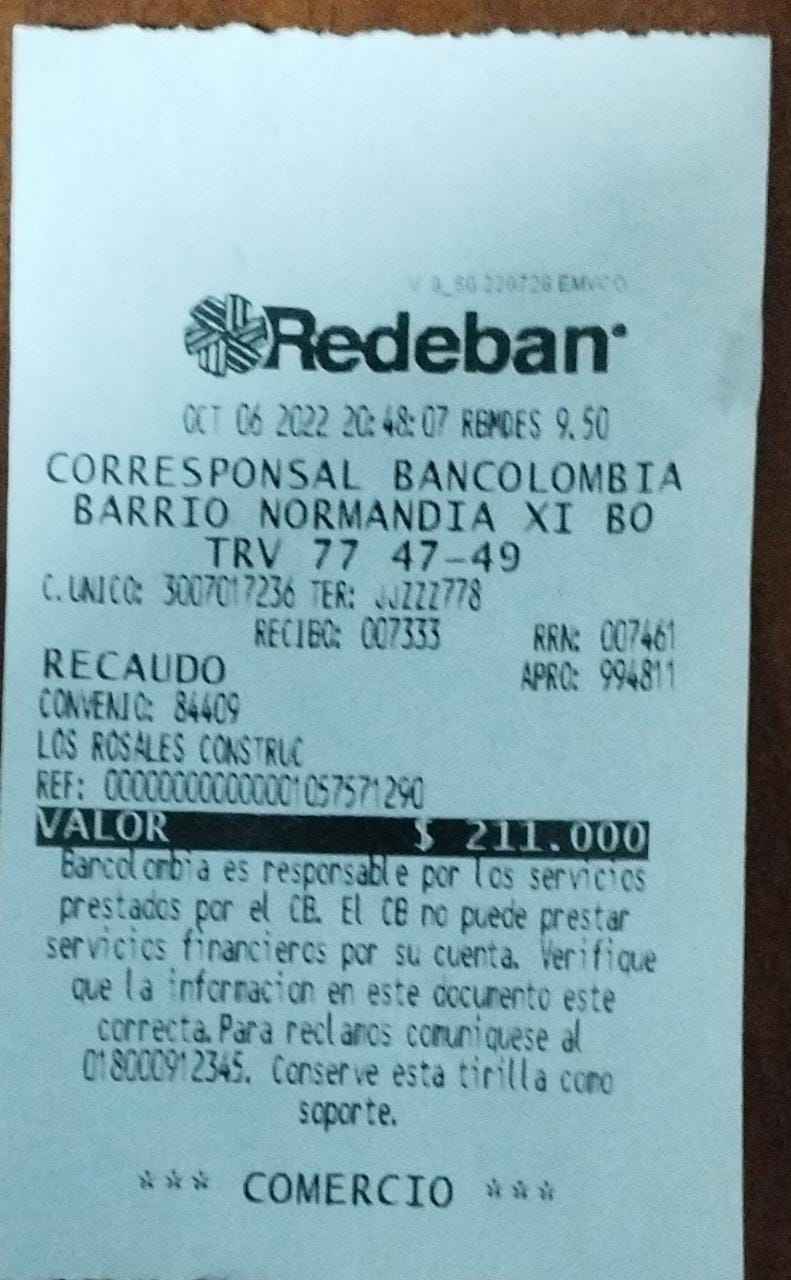 EMVCO
Redeban
OCT 06 2022 20:48:07 RBMDES 9.50
CORRESPONSAL BANCOLOMBIA
BARRIO NORMANDIA XI BO
TRV 77 47-49
C.UNICO: 3007017236 TER:
RECIBO: 007333 RRN: 007461
RECAUDO APRO: 994811
CONVENIO: 84409
LOS ROSALES CONSTRUC
REF: 00000000000001057571290
VALOR $ 211.000
Bancolombia es responsable por los servicios
prestados por el CB. El CB no puede prestar
servicios financieros por su cuenta. Verifique
que la informacion en este documento este
correcta.Para reclamos comuniquese al
018000912345. Conserve esta tirilla como
soporte.
*** COMERCIO ***